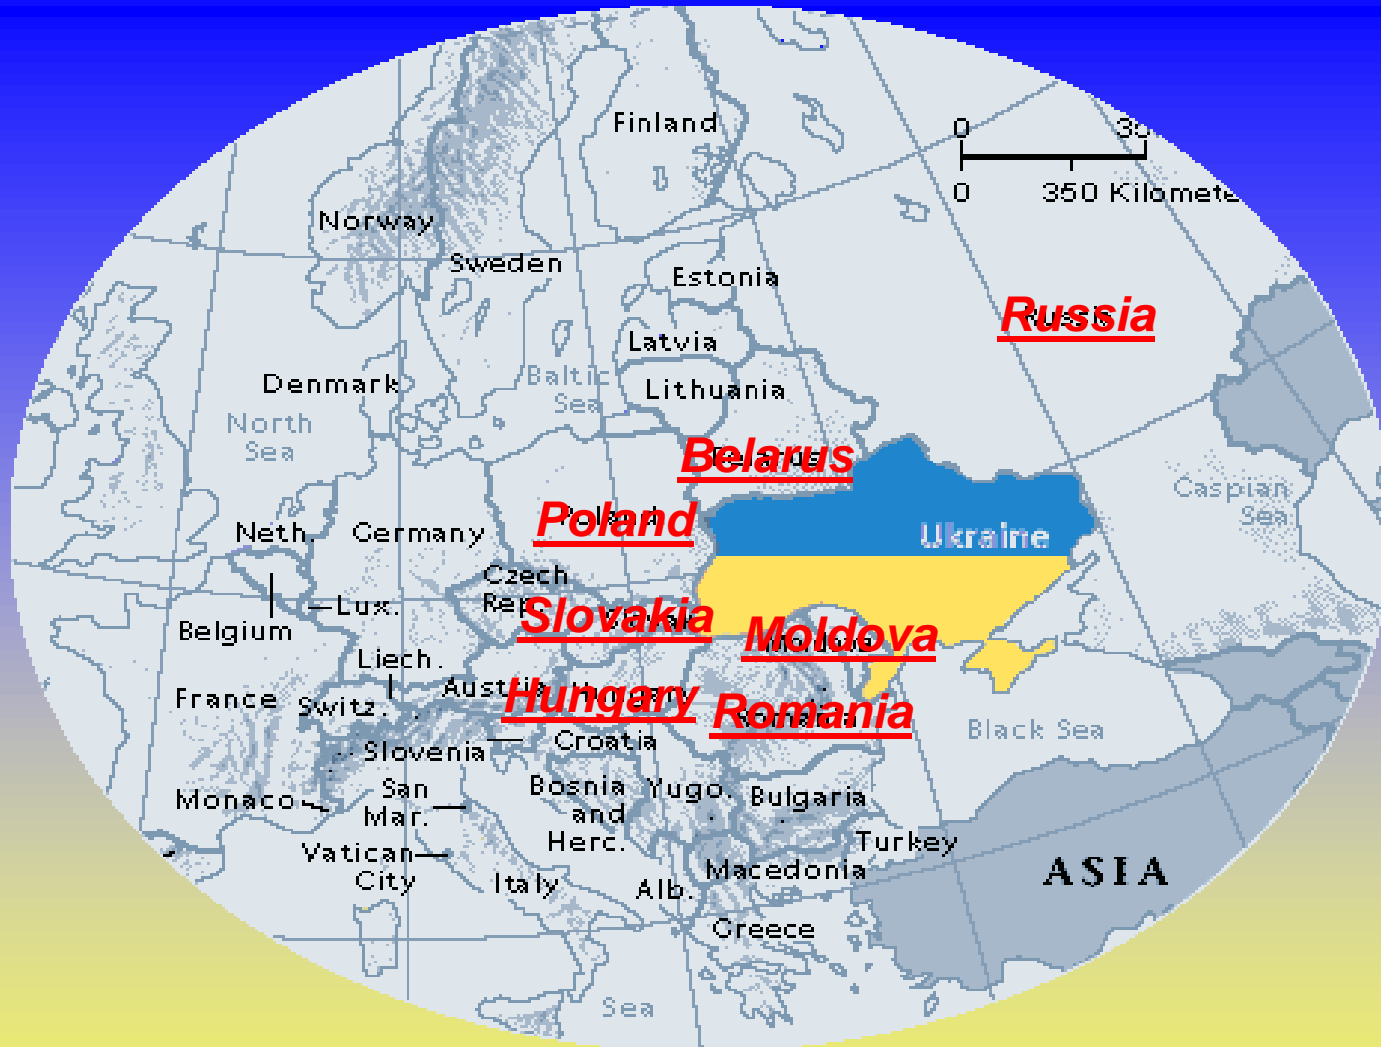 Finland
0
0
350 Kilomete
Norway
Sweden
Estonia
Russia
Latvia
Baltic
Sea
Denmark
Lithuania
North
Sea
Belarus
Caspian
Sea
Poland
Neth.
Germany
Ukraine
Czech
Rep.
Lux.
Slovakia
Belgium
Moldova
Liech.
Austria
France
Switz.
Hungary
Romania
Black Sea
Croatia
Slovenia
San
Mar.
Bosnia
and
Herc.
Yugo.
Bulgaria
Monaco
Turkey
Vatican
City
Macedonia
ASIA
Italy
Alb.
Greece
Sea